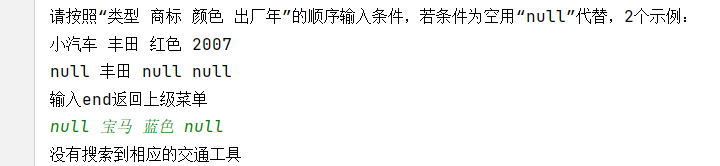 请按照“类型 商标 颜色 出厂年”的顺序输入条件，若条件为空用“null”代替，2个示例：
小汽车 丰田 红色 2007
null 丰田 null null
输入end返回上级菜单
null 宝马 蓝色 null
没有搜索到相应的交通工具